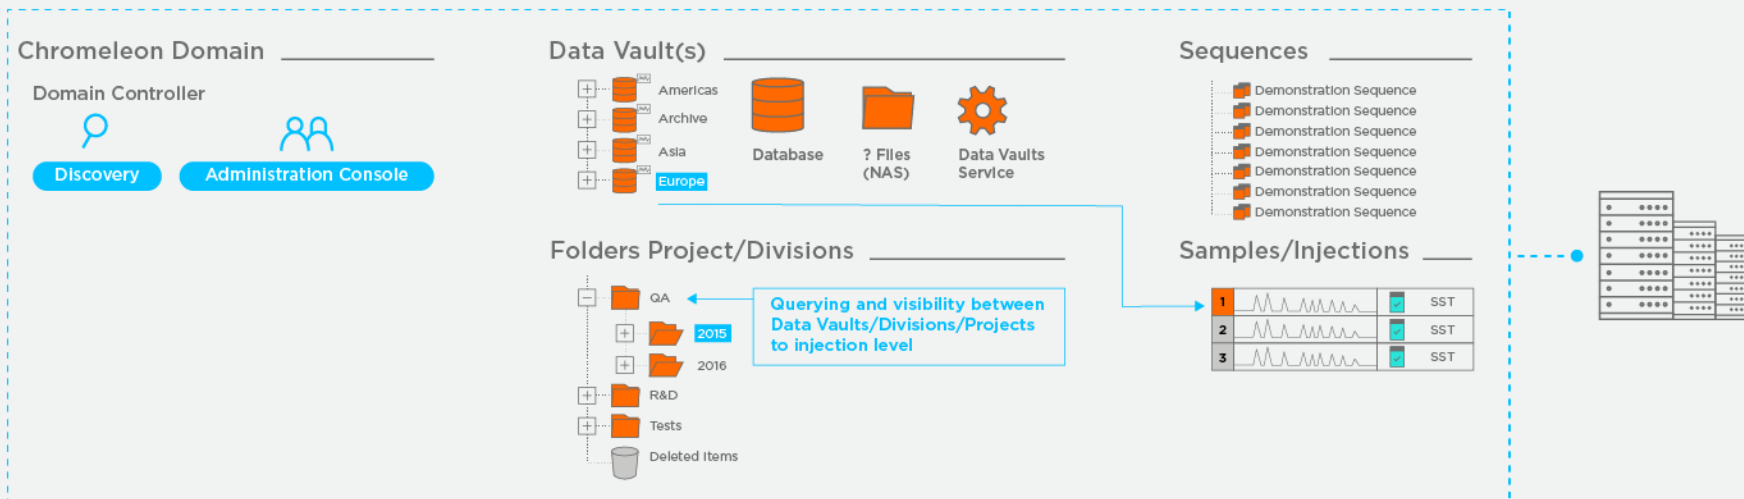 Chromeleon Domain
Domain Controller
Discovery
Administration Console
Data Vault(s)
Americas
Archive
Asia
Europe
Database
? Files
(NAS)
Data Vaults
Service
Folders Project/Divisions
QA
2015
2016
R&D
Tests
Deleted Items
Querying and visibility between
Data Vaults/Divisions/Projects
to injection level
Sequences
Demonstration Sequence
Demonstration Sequence
Demonstration Sequence
Demonstration Sequence
Demonstration Sequence
Demonstration Sequence
Demonstration Sequence
Samples/Injections
1 SST
2 SST
3 SST